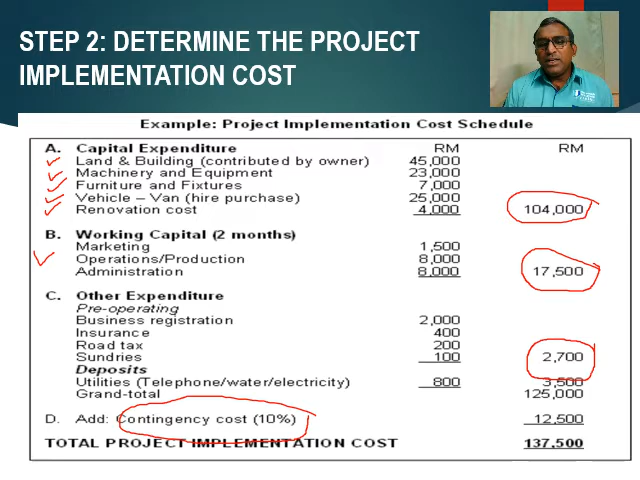 STEP 2: DETERMINE THE PROJECT
IMPLEMENTATION COST
Example: Project Implementation Cost Schedule
A. Capital Expenditure RM RM
Land & Building (contributed by owner) 45,000
Machinery and Equipment 23,000
Furniture and Fixtures 7,000
Vehicle – Van (hire purchase) 25,000
Renovation cost 4,000 104,000
B. Working Capital (2 months)
Marketing 1,500
Operations/Production 8,000
Administration 8,000 17,500
C. Other Expenditure
Pre-operating
Business registration 2,000
Insurance 400
Road tax 200
Sundries 100 2,700
Deposits
Utilities (Telephone/water/electricity) 800 3,500
Grand-total 125,000
D. Add: Contingency cost (10%) 12,500
TOTAL PROJECT IMPLEMENTATION COST 137,500